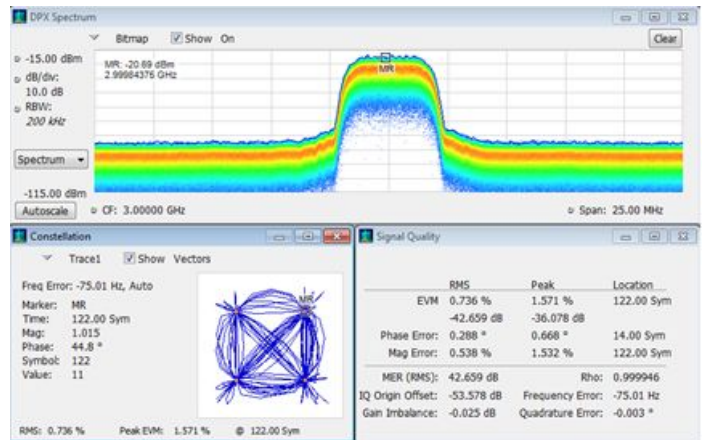 DPX Spectrum
Bitmap Show On Clear
-15.00 dBm
MR: -20.89 dBm
2.99984375 GHz
MR
dB/div:
10.0 dB
RBW:
200 kHz
Spectrum
-115.00 dBm
Autoscale CF: 3.00000 GHz Span: 25.00 MHz
Constellation
Trace1 Show Vectors
Freq Error: -75.01 Hz, Auto
Marker: MR
Time: 122.00 Sym
Mag: 1.015
Phase: 44.8 °
Symbol: 122
Value: 11
MR
RMS: 0.736 % Peak EVM: 1.571 % @ 122.00 Sym
Signal Quality
RMS Peak Location
EVM 0.736 % 1.571 % 122.00 Sym
-42.659 dB -36.078 dB
Phase Error: 0.288 ° 0.668 ° 14.00 Sym
Mag Error: 0.538 % 1.532 % 122.00 Sym
MER (RMS): 42.659 dB Rho: 0.999946
IQ Origin Offset: -53.578 dB Frequency Error: -75.01 Hz
Gain Imbalance: -0.025 dB Quadrature Error: -0.003 °